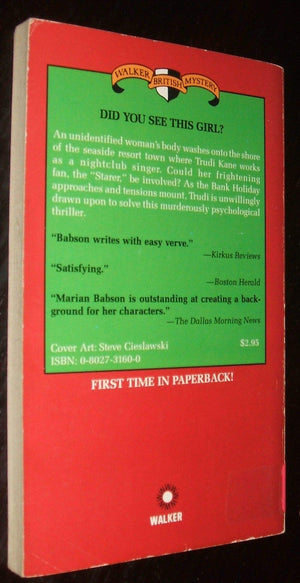 WALKER BRITISH MYSTERY
DID YOU SEE THIS GIRL?
An unidentified woman's body washes onto the shore
of the seaside resort town where Trudi Kane works
as a nightclub singer. Could her frightening
fan, the "Starer," be involved? As the Bank Holiday
approaches and tensions mount, Trudi is unwillingly
drawn upon to solve this murderously psychological
thriller.
"Babson writes with easy verve."
—Kirkus Reviews
"Satisfying."
—Boston Herald
"Marian Babson is outstanding at creating a back-
ground for her characters."
—The Dallas Morning News
Cover Art: Steve Cieslawski
$2.95
ISBN: 0-8027-3160-0
FIRST TIME IN PAPERBACK!
WALKER